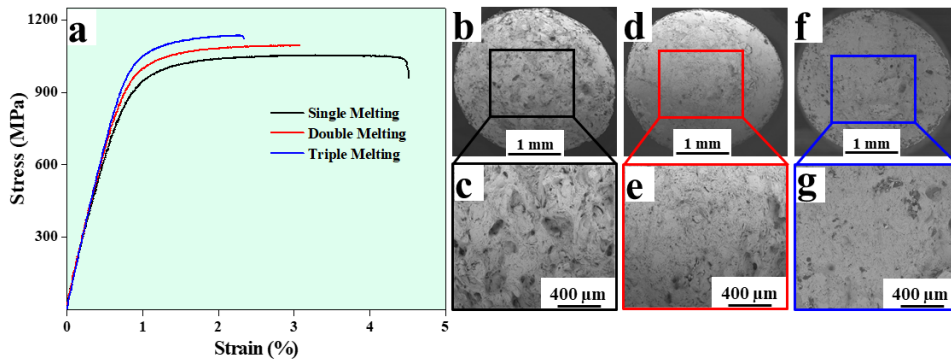 a
1200
900
600
300
0
1
2
3
4
5
Stress (MPa)
Strain (%)
Single Melting
Double Melting
Triple Melting
b
1 mm
d
1 mm
f
1 mm
c
400 μm
e
400 μm
g
400 μm